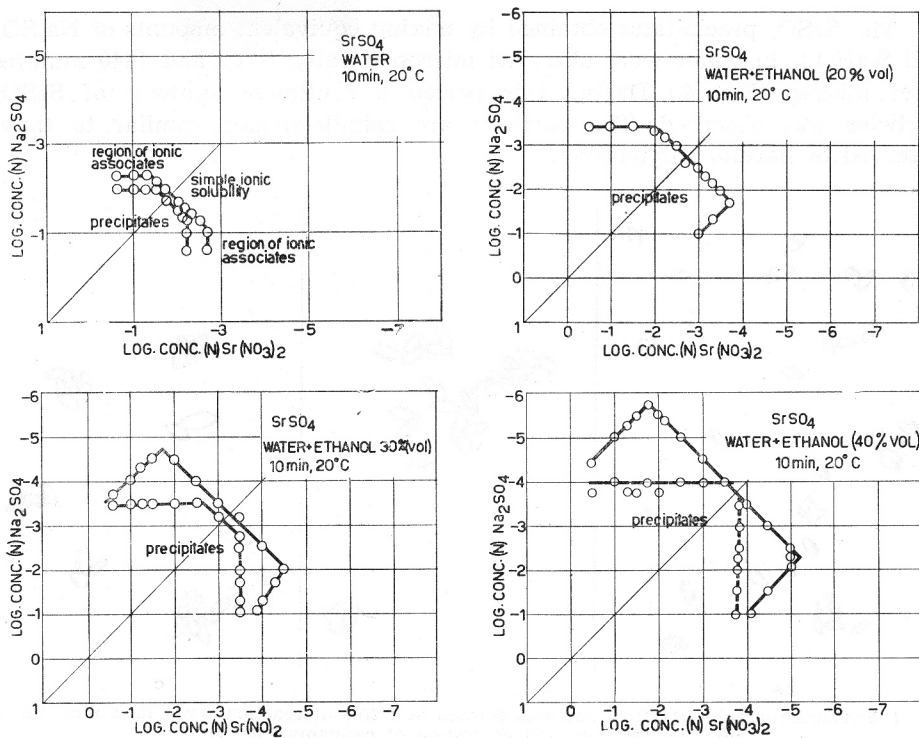 SrSO4
WATER
10min, 20°C
-5
-3
-1
1
LOG. CONC. (N) Na2SO4
region of ionic
associates
simple ionic
solubility
precipitates
region of ionic
associates
1
-1
-3
-5
-7
LOG. CONC. (N) Sr(NO3)2
-6
-5
-4
-3
-2
-1
0
1
LOG. CONC (N) Na2SO4
SrSO4
WATER+ETHANOL (20% vol)
10min, 20°C
precipitates
1
0
-1
-2
-3
-4
-5
-6
-7
LOG. CONC. (N) Sr(NO3)2
-6
-5
-4
-3
-2
-1
0
1
LOG. CONC. (N) Na2SO4
SrSO4
WATER+ETHANOL 30%(vol)
10min, 20°C
precipitates
1
0
-1
-2
-3
-4
-5
-6
-7
LOG. CONC (N) Sr(NO)2
-6
-5
-4
-3
-2
-1
0
1
LOG. CONC. (N) Na2SO4
SrSO4
WATER+ETHANOL (40% VOL)
10min, 20°C
precipitates
1
0
-1
-2
-3
-4
-5
-6
-7
LOG. CONC. (N) Sr(NO3)2